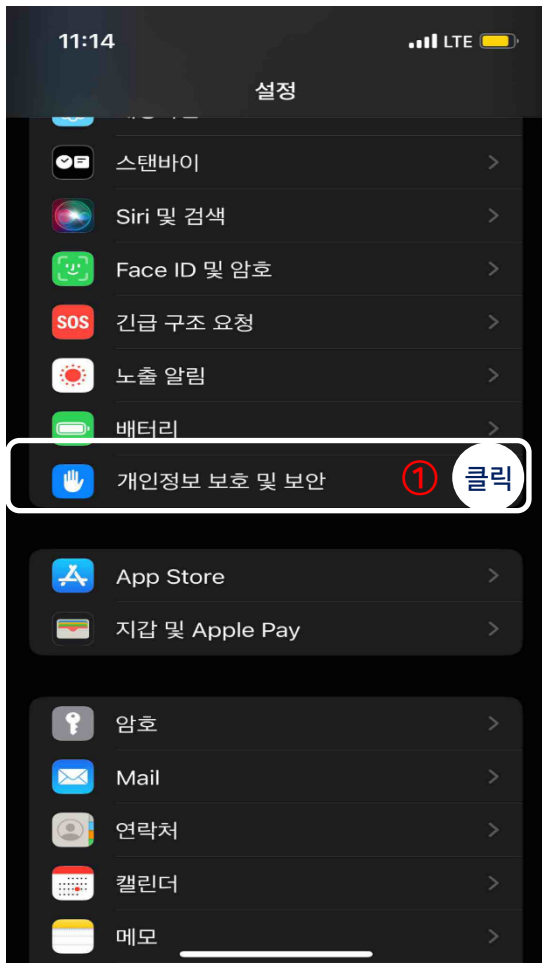 11:14 LTE
설정
스탠바이
Siri 및 검색
Face ID 및 암호
SOS 긴급 구조 요청
노출 알림
배터리
개인정보 보호 및 보안 ① 클릭
App Store
지갑 및 Apple Pay
암호
Mail
연락처
캘린더
메모